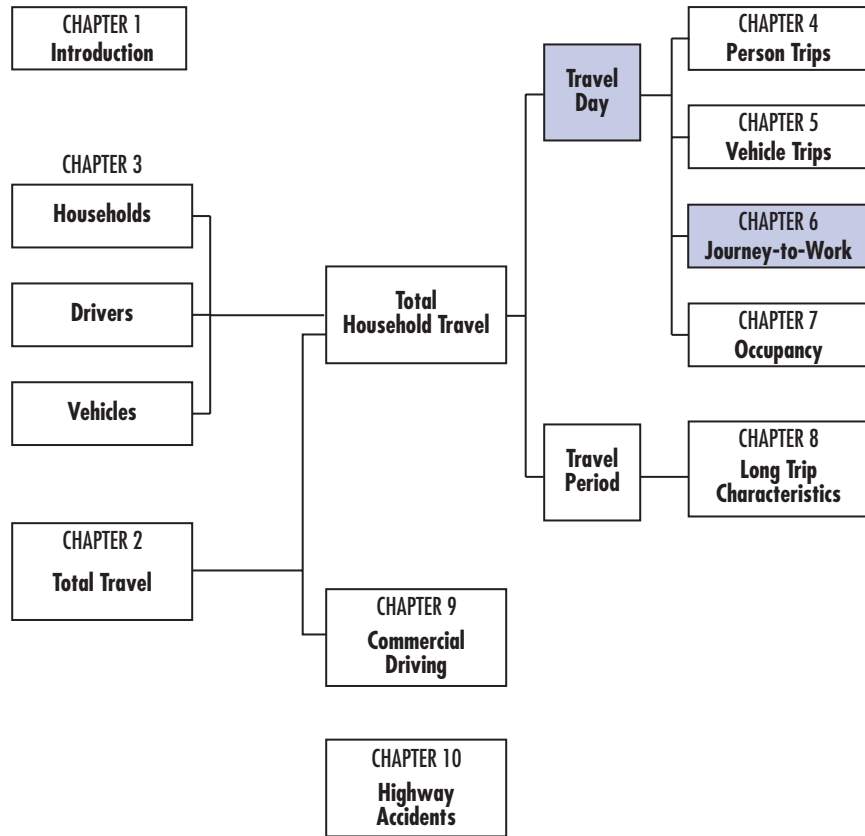 CHAPTER 1
Introduction
CHAPTER 3
Households
Drivers
Vehicles
CHAPTER 2
Total Travel
Total
Household Travel
CHAPTER 9
Commercial
Driving
CHAPTER 10
Highway
Accidents
Travel
Day
Travel
Period
CHAPTER 4
Person Trips
CHAPTER 5
Vehicle Trips
CHAPTER 6
Journey-to-Work
CHAPTER 7
Occupancy
CHAPTER 8
Long Trip
Characteristics